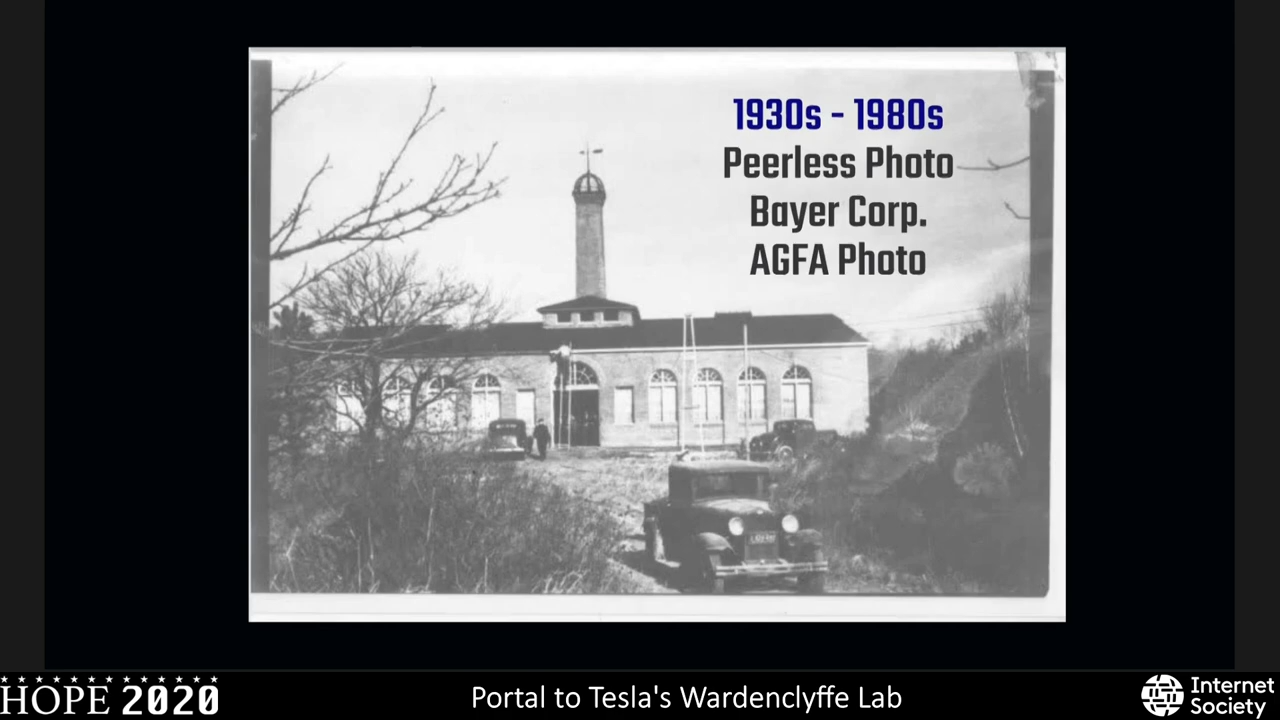 1930s - 1980s
Peerless Photo
Bayer Corp.
AGFA Photo
HOPE 2020
Portal to Tesla's Wardenclyffe Lab
Internet
Society